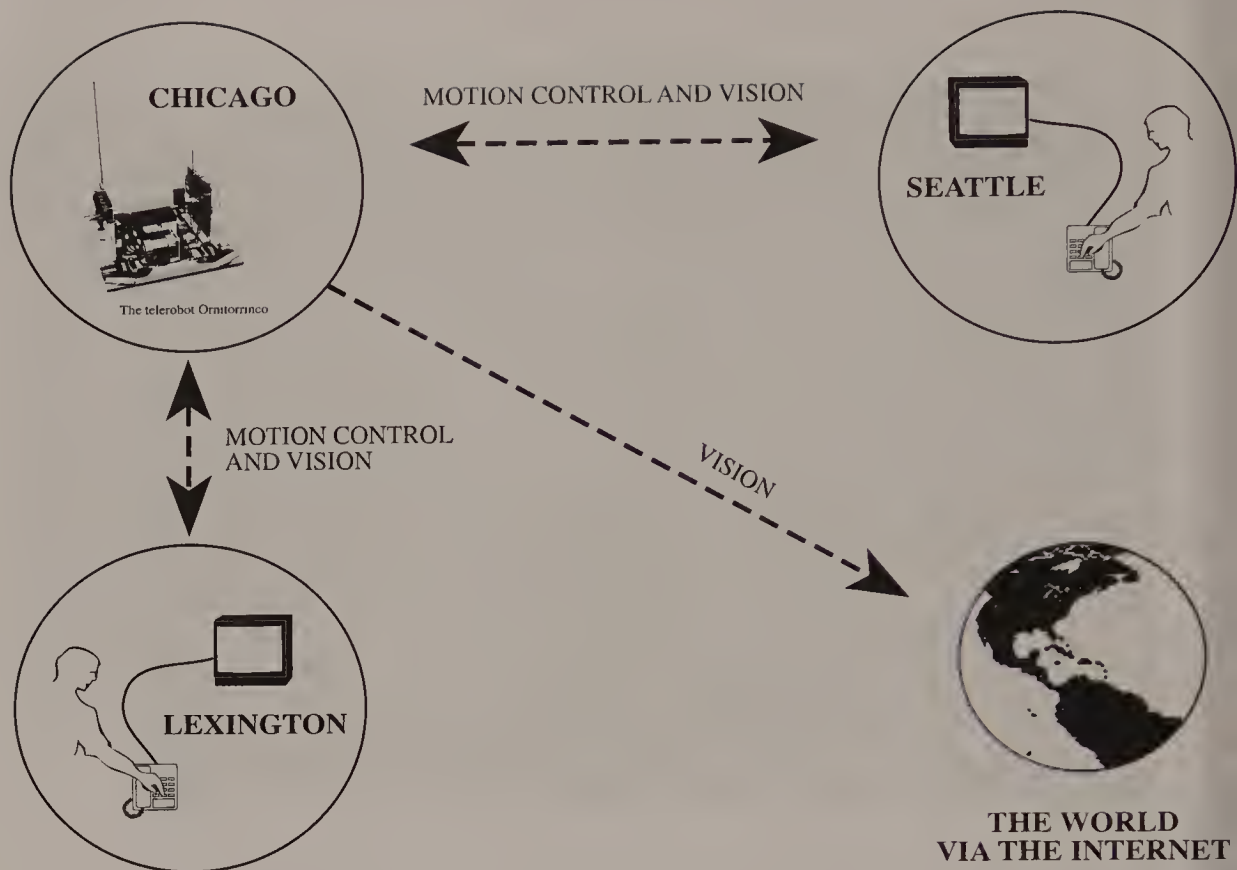 CHICAGO
MOTION CONTROL AND VISION
SEATTLE
The telerobot Ornitorrinco
MOTION CONTROL
AND VISION
VISION
LEXINGTON
THE WORLD
VIA THE INTERNET